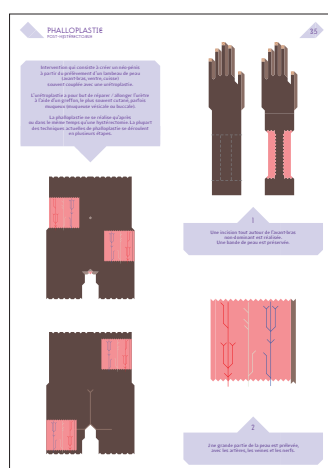 PHALLOPLASTIE
POST-HYSTÉRECTOMIE
35
Intervention qui consiste à créer un néo-pénis
à partir du prélèvement d'un lambeau de peau
(avant-bras, ventre, cuisse)
souvent couplée avec une urétroplastie.
L'urétroplastie a pour but de réparer / allonger l'urètre
à l'aide d'un greffon, le plus souvent cutané, parfois
muqueux (muqueuse vésicale ou buccale).
La phalloplastie ne se réalise qu'après
ou dans le même temps qu'une hystérectomie. La plupart
des techniques actuelles de phalloplastie se déroulent
en plusieurs étapes.
1
Une incision tout autour de l'avant-bras
non-dominant est réalisée.
Une bande de peau est préservée.
2
Une grande partie de la peau est prélevée,
avec les artères, les veines et les nerfs.